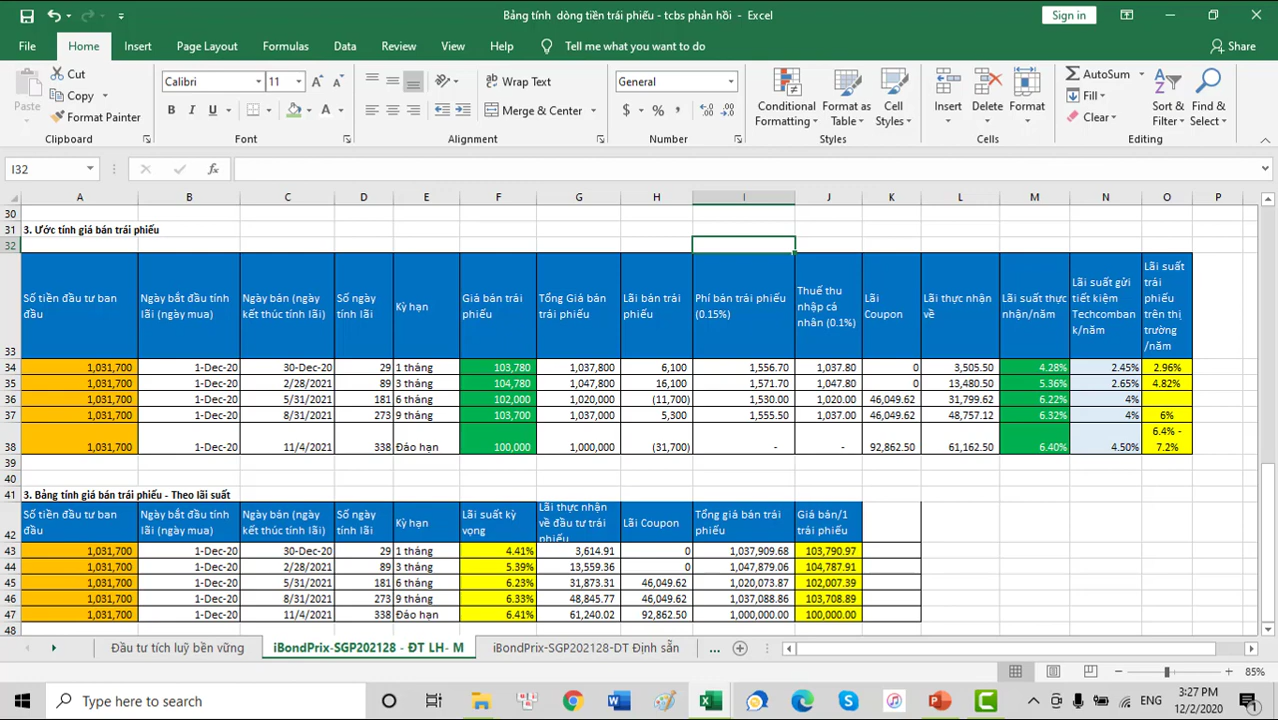 Bảng tính dòng tiền trái phiếu - tcbs phản hồi - Excel
Sign in
File Home Insert Page Layout Formulas Data Review View Help Tell me what you want to do Share
Paste Cut
Copy
Format Painter
Calibri 11
B I U A
Wrap Text
Merge & Center
General
$ %
Conditional Formatting
Format as Table
Cell Styles
Insert Delete Format
AutoSum
Fill
Clear
Sort & Filter
Find & Select
Clipboard Font Alignment Number Styles Cells Editing
I32 fx
A B C D E F G H I J K L M N O P
30
31 3. Ước tính giá bán trái phiếu
32
33
Số tiền đầu tư ban đầu
Ngày bắt đầu tính lãi (ngày mua)
Ngày bán (ngày kết thúc tính lãi)
Số ngày tính lãi
Kỳ hạn
Giá bán trái phiếu
Tổng Giá bán trái phiếu
Lãi bán trái phiếu
Phí bán trái phiếu (0.15%)
Thuế thu nhập cá nhân (0.1%)
Lãi Coupon
Lãi thực nhận về
Lãi suất thực nhận/năm
Lãi suất gửi tiết kiệm Techcombank/năm
Lãi suất trái phiếu trên thị trường /năm
34 1,031,700 1-Dec-20 30-Dec-20 29 1 tháng 103,780 1,037,800 6,100 1,556.70 1,037.80 0 3,505.50 4.28% 2.45% 2.96%
35 1,031,700 1-Dec-20 2/28/2021 89 3 tháng 104,780 1,047,800 16,100 1,571.70 1,047.80 0 13,480.50 5.36% 2.65% 4.82%
36 1,031,700 1-Dec-20 5/31/2021 181 6 tháng 102,000 1,020,000 (11,700) 1,530.00 1,020.00 46,049.62 31,799.62 6.22% 4%
37 1,031,700 1-Dec-20 8/31/2021 273 9 tháng 103,700 1,037,000 5,300 1,555.50 1,037.00 46,049.62 48,757.12 6.32% 4% 6%
38 1,031,700 1-Dec-20 11/4/2021 338 Đáo hạn 100,000 1,000,000 (31,700) - - 92,862.50 61,162.50 6.40% 4.50% 6.4% - 7.2%
39
40
41 3. Bảng tính giá bán trái phiếu - Theo lãi suất
42
Số tiền đầu tư ban đầu
Ngày bắt đầu tính lãi (ngày mua)
Ngày bán (ngày kết thúc tính lãi)
Số ngày tính lãi
Kỳ hạn
Lãi suất kỳ vọng
Lãi thực nhận về đầu tư trái phiếu
Lãi Coupon
Tổng giá bán trái phiếu
Giá bán/1 trái phiếu
43 1,031,700 1-Dec-20 30-Dec-20 29 1 tháng 4.41% 3,614.91 0 1,037,909.68 103,790.97
44 1,031,700 1-Dec-20 2/28/2021 89 3 tháng 5.39% 13,559.36 0 1,047,879.06 104,787.91
45 1,031,700 1-Dec-20 5/31/2021 181 6 tháng 6.23% 31,873.31 46,049.62 1,020,073.87 102,007.39
46 1,031,700 1-Dec-20 8/31/2021 273 9 tháng 6.33% 48,845.77 46,049.62 1,037,088.86 103,708.89
47 1,031,700 1-Dec-20 11/4/2021 338 Đáo hạn 6.41% 61,240.02 92,862.50 1,000,000.00 100,000.00
48
Đầu tư tích luỹ bền vững iBondPrix-SGP202128 - ĐT LH- M iBondPrix-SGP202128-DT Định sẵn ...
85%
Type here to search
ENG
3:27 PM
12/2/2020